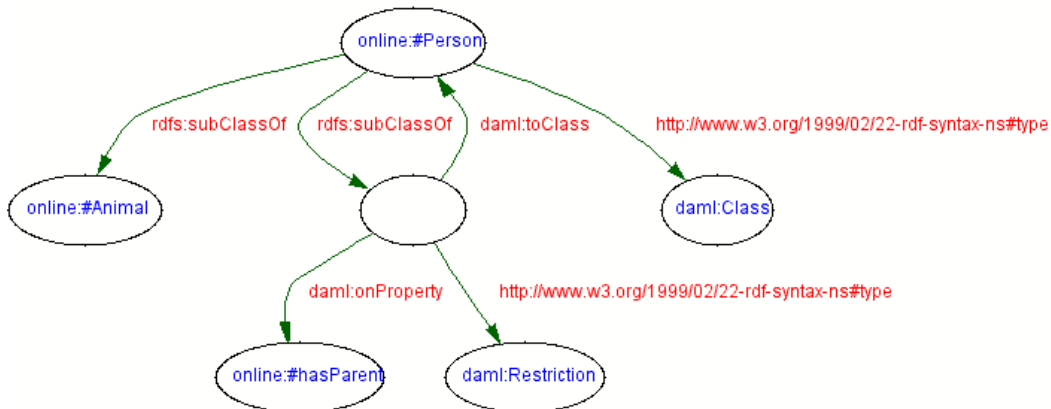 online:#Person
rdfs:subClassOf
rdfs:subClassOf
daml:toClass
http://www.w3.org/1999/02/22-rdf-syntax-ns#type
online:#Animal
daml:Class
daml:onProperty
http://www.w3.org/1999/02/22-rdf-syntax-ns#type
online:#hasParent
daml:Restriction